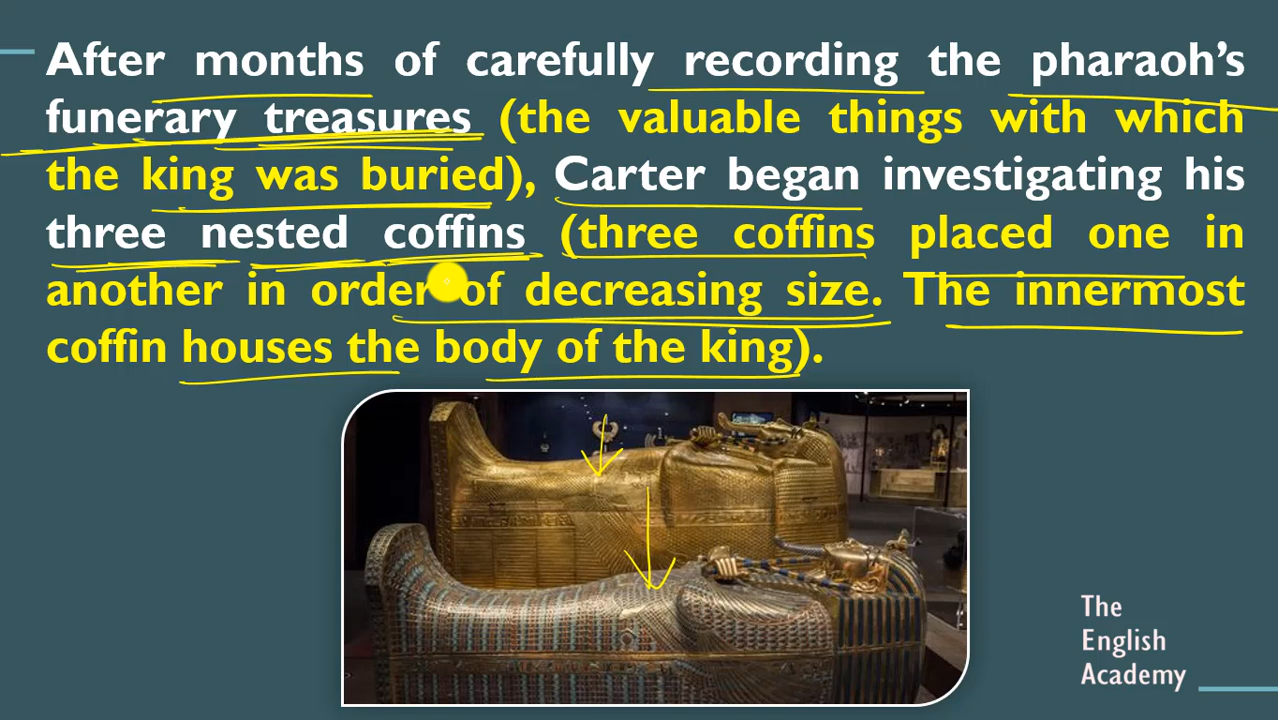 After months of carefully recording the pharaoh's
funerary treasures (the valuable things with which
the king was buried), Carter began investigating his
three nested coffins (three coffins placed one in
another in order of decreasing size. The innermost
coffin houses the body of the king).
The
English
Academy